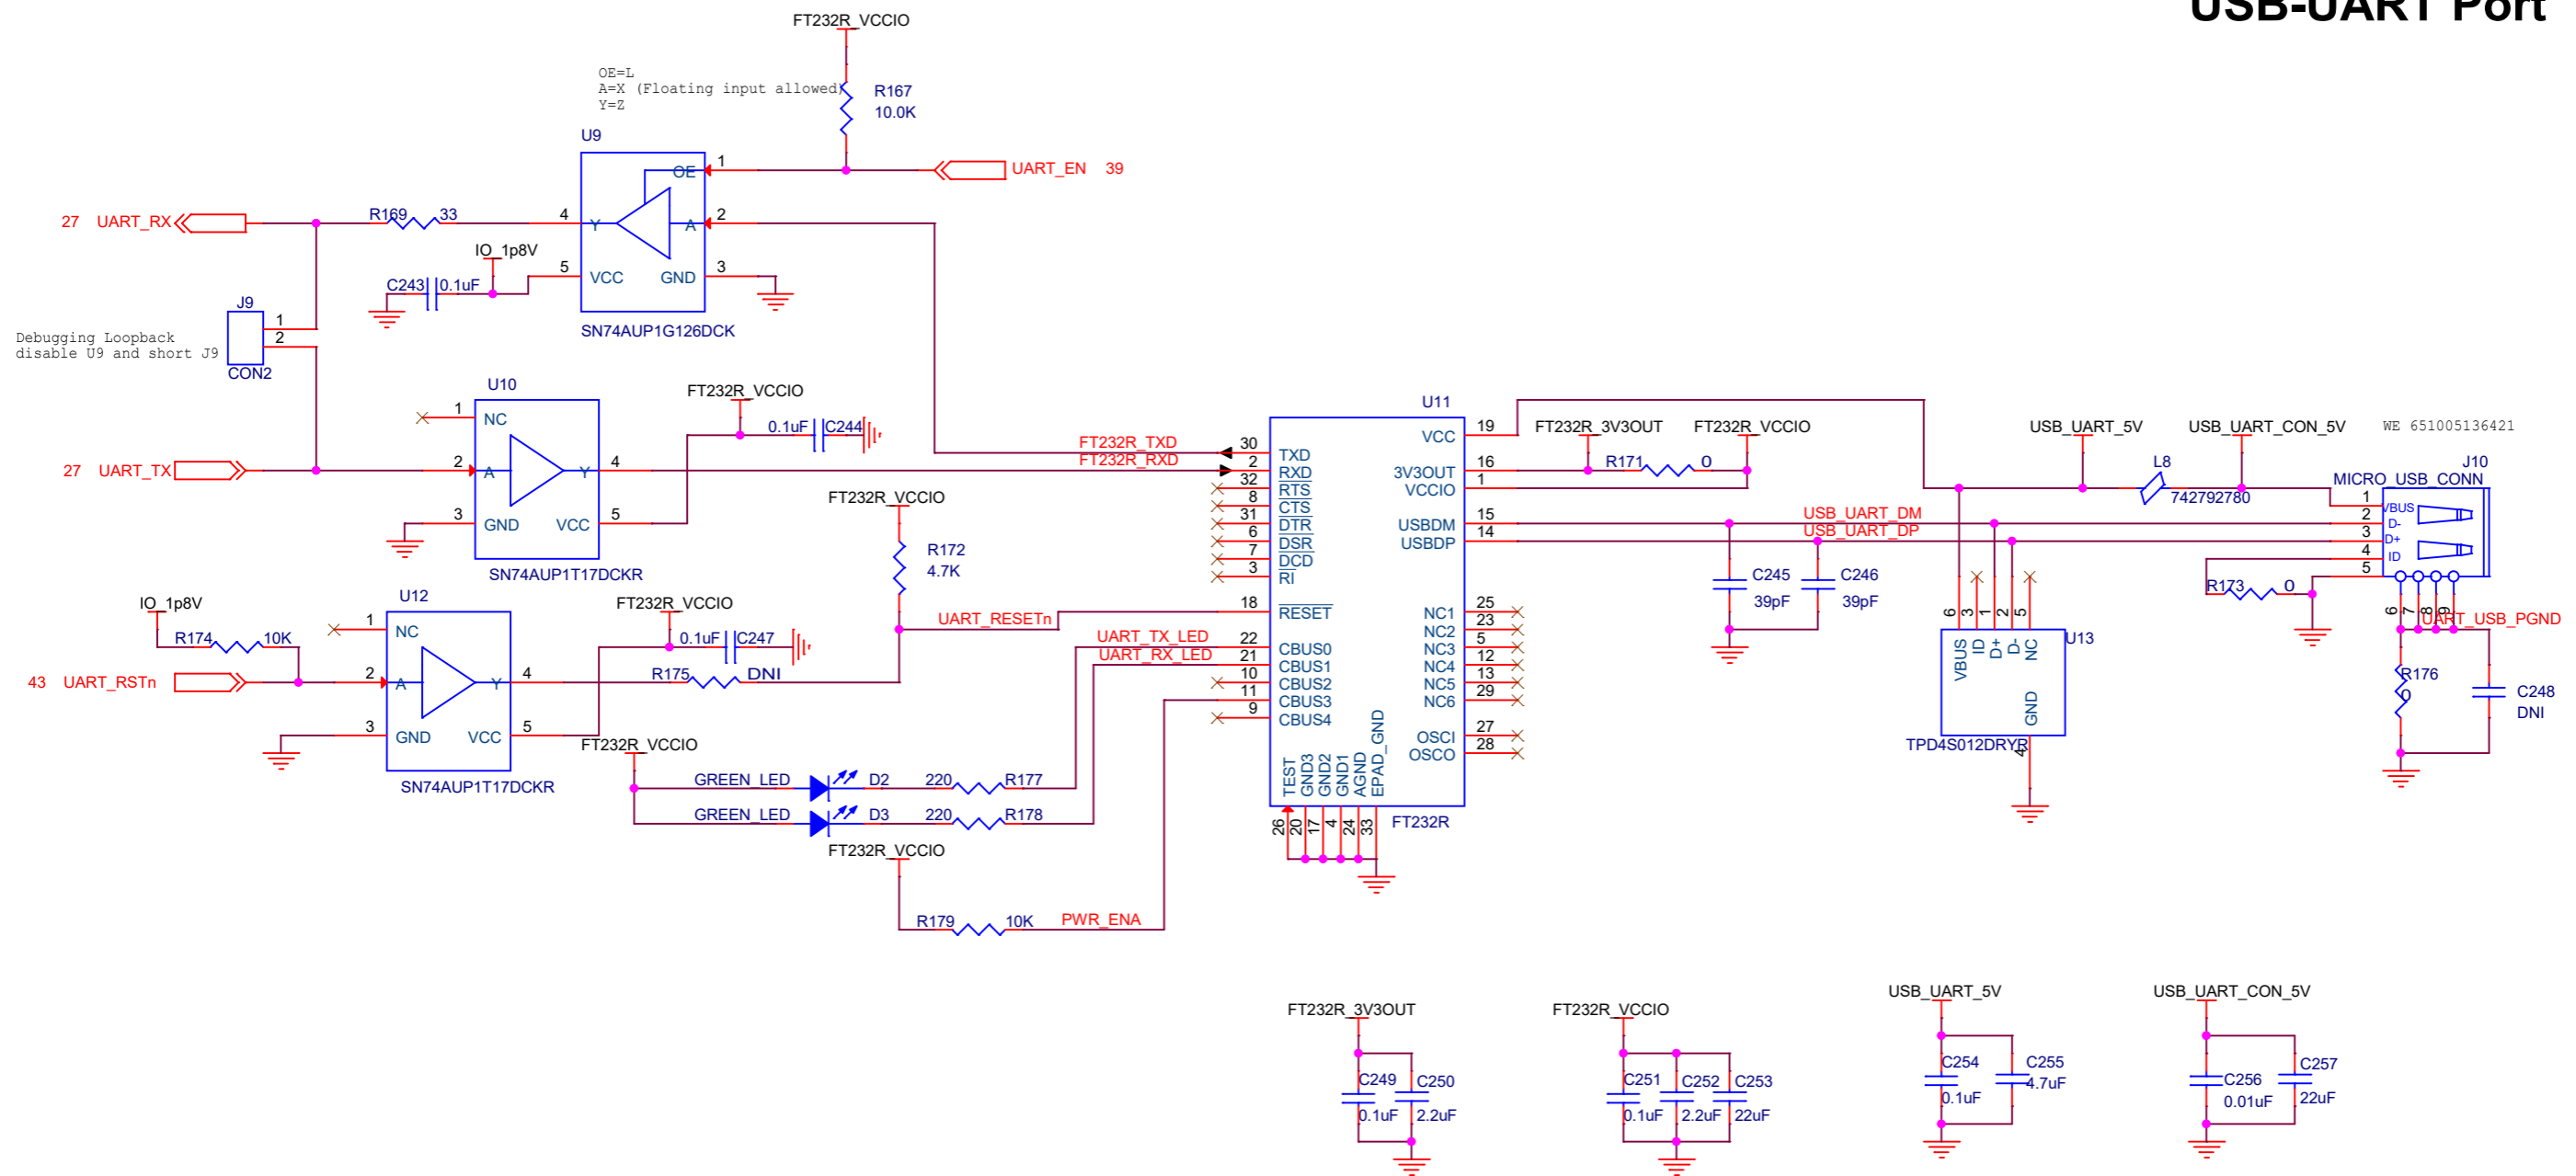 USB-UART Port
FT232R_VCCIO
OE=L
A=X (Floating input allowed)
Y=Z
R167
10.0K
U9
1
OE
UART_EN 39
27 UART_RX
R169 33
4
Y
A
2
IO_1p8V
5
VCC
GND
3
C243 0.1uF
SN74AUP1G126DCK
J9
1
2
CON2
Debugging Loopback
disable U9 and short J9
U10
1
NC
FT232R_VCCIO
0.1uF C244
27 UART_TX
2
A
Y
4
3
GND
VCC
5
SN74AUP1T17DCKR
FT232R_TXD
FT232R_RXD
FT232R_VCCIO
R172
4.7K
IO_1p8V
R174 10K
U12
1
NC
FT232R_VCCIO
0.1uF C247
43 UART_RSTn
2
A
Y
4
R175 DNI
3
GND
VCC
5
SN74AUP1T17DCKR
UART_RESETn
UART_TX_LED
UART_RX_LED
FT232R_VCCIO
GREEN_LED D2 220 R177
GREEN_LED D3 220 R178
FT232R_VCCIO
R179 10K PWR_ENA
U11
30 TXD
2 RXD
32 RTS
8 CTS
31 DTR
6 DSR
7 DCD
3 RI
18 RESET
22 CBUS0
21 CBUS1
10 CBUS2
11 CBUS3
9 CBUS4
VCC 19
3V3OUT 16
VCCIO 1
USBDM 15
USBDP 14
NC1 25
NC2 23
NC3 5
NC4 12
NC5 13
NC6 29
OSCI 27
OSCO 28
TEST
GND3
GND2
GND1
AGND
EPAD_GND
26
20
17
4
24
33
FT232R
FT232R_3V3OUT
FT232R_VCCIO
R171 0
USB_UART_DM
USB_UART_DP
C245
39pF
C246
39pF
USB_UART_5V
USB_UART_CON_5V
WE 651005136421
L8
742792780
J10
MICRO_USB_CONN
1
2
3
4
5
VBUS
D-
D+
ID
R173 0
6
7
8
9
UART_USB_PGND
R176
0
C248
DNI
6
3
1
2
5
VBUS
ID
D+
D-
NC
GND
U13
TPD4S012DRYR
4
FT232R_3V3OUT
C249
0.1uF
C250
2.2uF
FT232R_VCCIO
C251
0.1uF
C252
2.2uF
C253
22uF
USB_UART_5V
C254
0.1uF
C255
4.7uF
USB_UART_CON_5V
C256
0.01uF
C257
22uF